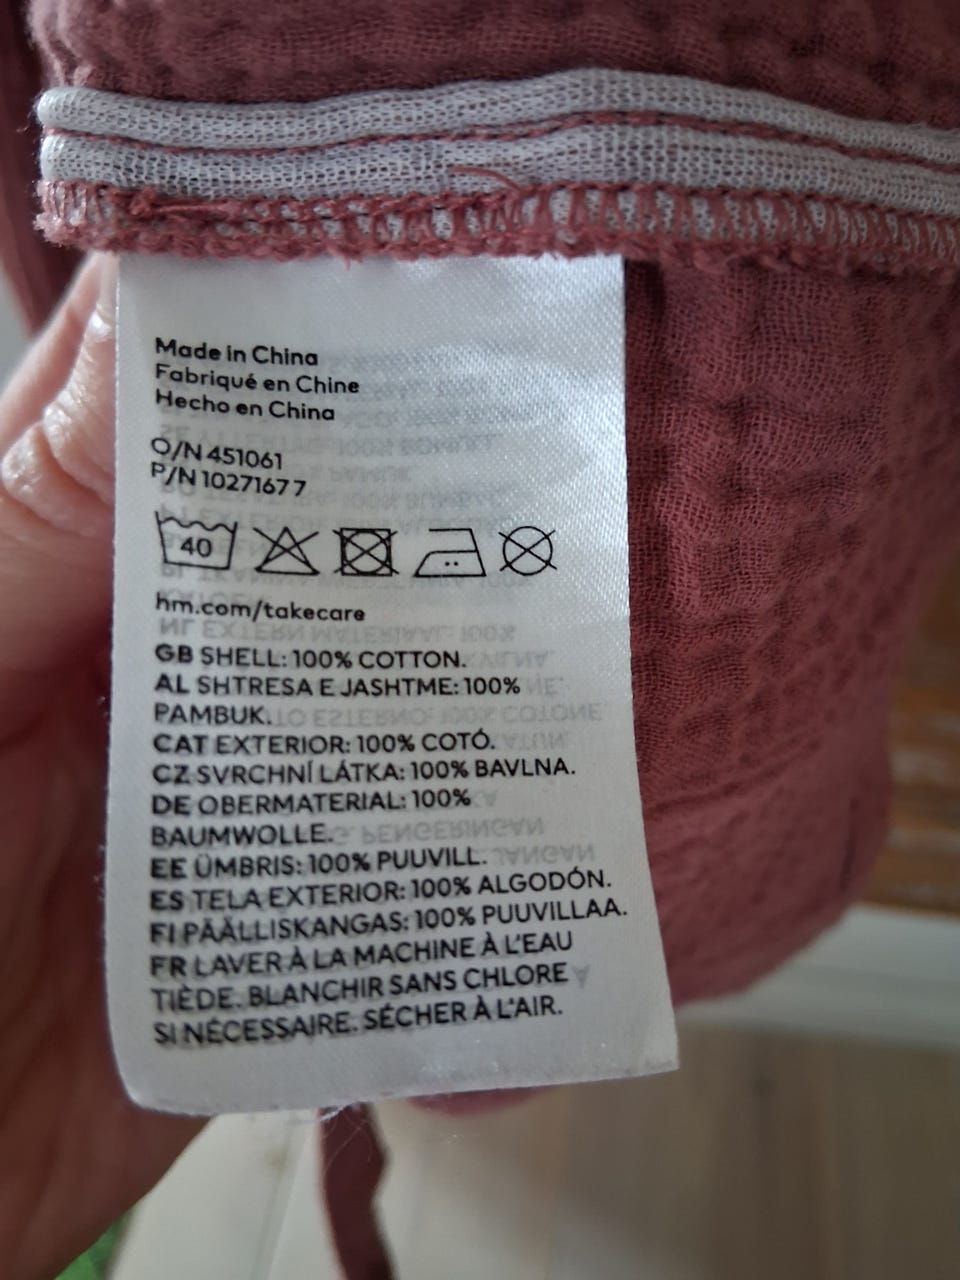 Made in China
Fabriqué en Chine
Hecho en China
O/N 451061
P/N 1027167 7
40
hm.com/takecare
GB SHELL: 100% COTTON.
AL SHTRESA E JASHTME: 100%
PAMBUK.
CAT EXTERIOR: 100% COTÓ.
CZ SVRCHNÍ LÁTKA: 100% BAVLNA.
DE OBERMATERIAL: 100%
BAUMWOLLE.
EE ÜMBRIS: 100% PUUVILL.
ES TELA EXTERIOR: 100% ALGODÓN.
FI PÄÄLLISKANGAS: 100% PUUVILLAA.
FR LAVER À LA MACHINE À L'EAU
TIÈDE. BLANCHIR SANS CHLORE
SI NÉCESSAIRE. SÉCHER À L'AIR.